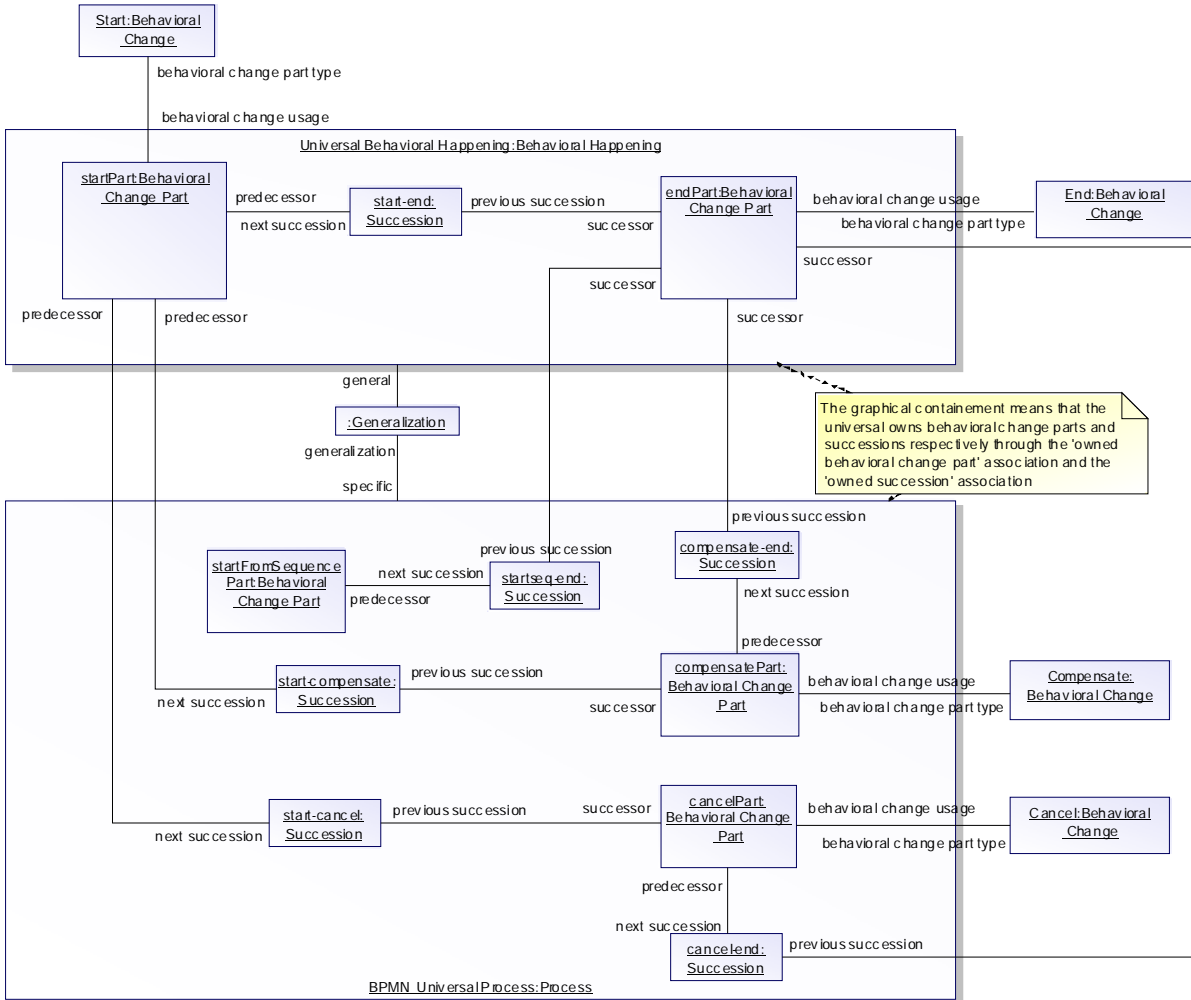 Start:Behavioral
Change
behavioral change part type
behavioral change usage
Universal Behavioral Happening:Behavioral Happening
startPart:Behavioral
Change Part
predecessor
next succession
start-end:
Succession
previous succession
successor
endPart:Behavioral
Change Part
behavioral change usage
behavioral change part type
End:Behavioral
Change
successor
successor
predecessor
predecessor
successor
general
:Generalization
generalization
specific
The graphical containement means that the
universal owns behavioral change parts and
successions respectively through the 'owned
behavioral change part' association and the
'owned succession' association
previous succession
compensate-end:
Succession
next succession
predecessor
startFromSequence
Part:Behavioral
Change Part
next succession
predecessor
previous succession
startseq-end:
Succession
start-compensate:
Succession
next succession
previous succession
successor
compensatePart:
Behavioral Change
Part
behavioral change usage
behavioral change part type
Compensate:
Behavioral Change
start-cancel:
Succession
next succession
previous succession
successor
cancelPart:
Behavioral Change
Part
behavioral change usage
behavioral change part type
Cancel:Behavioral
Change
predecessor
next succession
cancel-end:
Succession
previous succession
BPMN UniversalProcess:Process